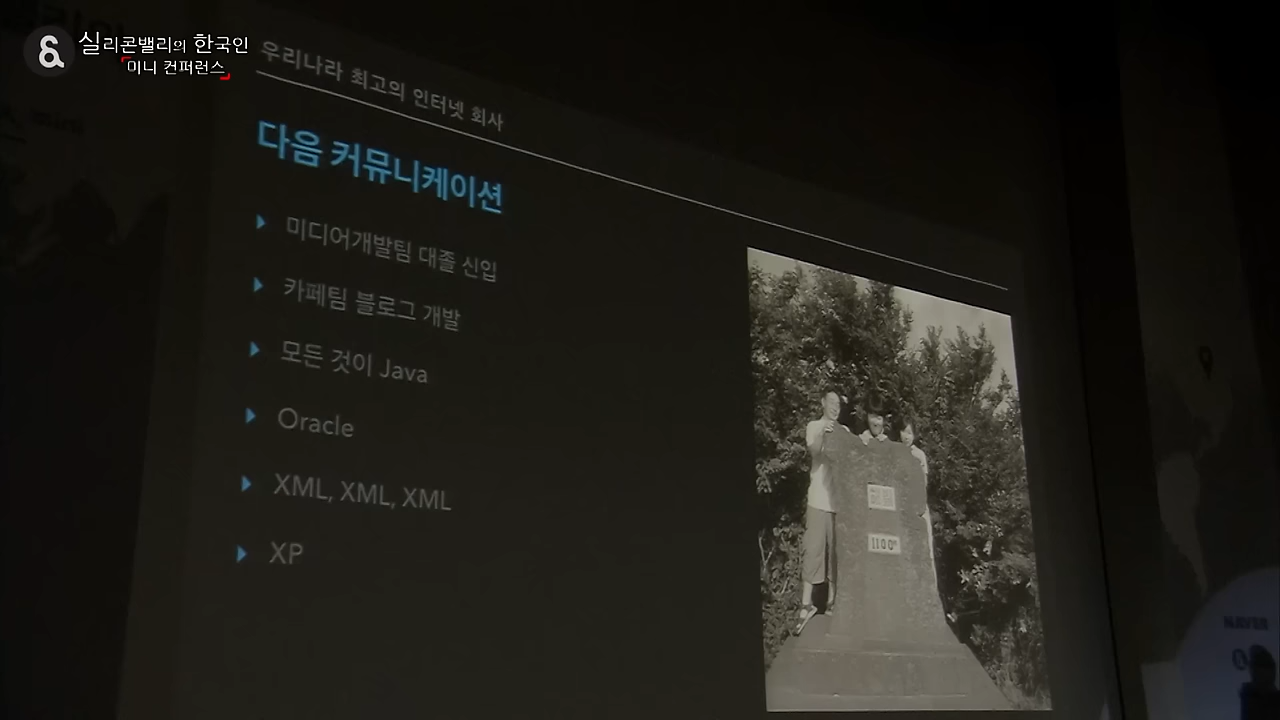 실리콘밸리의 한국인
미니 컨퍼런스
우리나라 최고의 인터넷 회사
다음 커뮤니케이션
미디어개발팀 대졸 신입
카페팀 블로그 개발
모든 것이 Java
Oracle
XML, XML, XML
XP
1100
NAVER